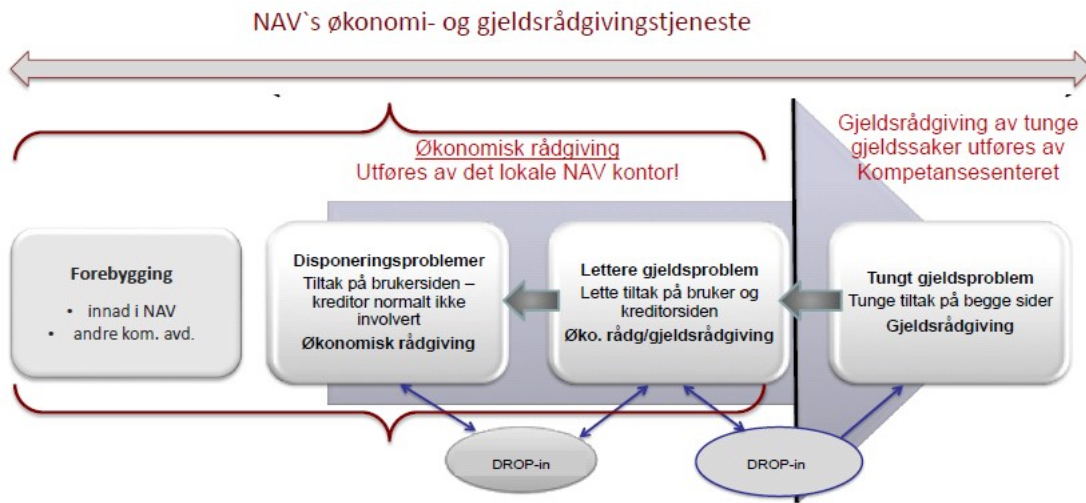 NAV`s økonomi- og gjeldsrådgivingstjeneste
Økonomisk rådgiving
Utføres av det lokale NAV kontor!
Gjeldsrådgiving av tunge
gjeldssaker utføres av
Kompetansesenteret
Forebygging
• innad i NAV
• andre kom. avd.
Disponeringsproblemer
Tiltak på brukersiden –
kreditor normalt ikke
involvert
Økonomisk rådgiving
Lettere gjeldsproblem
Lette tiltak på bruker og
kreditorsiden
Øko. rådg/gjeldsrådgiving
Tungt gjeldsproblem
Tunge tiltak på begge sider
Gjeldsrådgiving
DROP-in
DROP-in